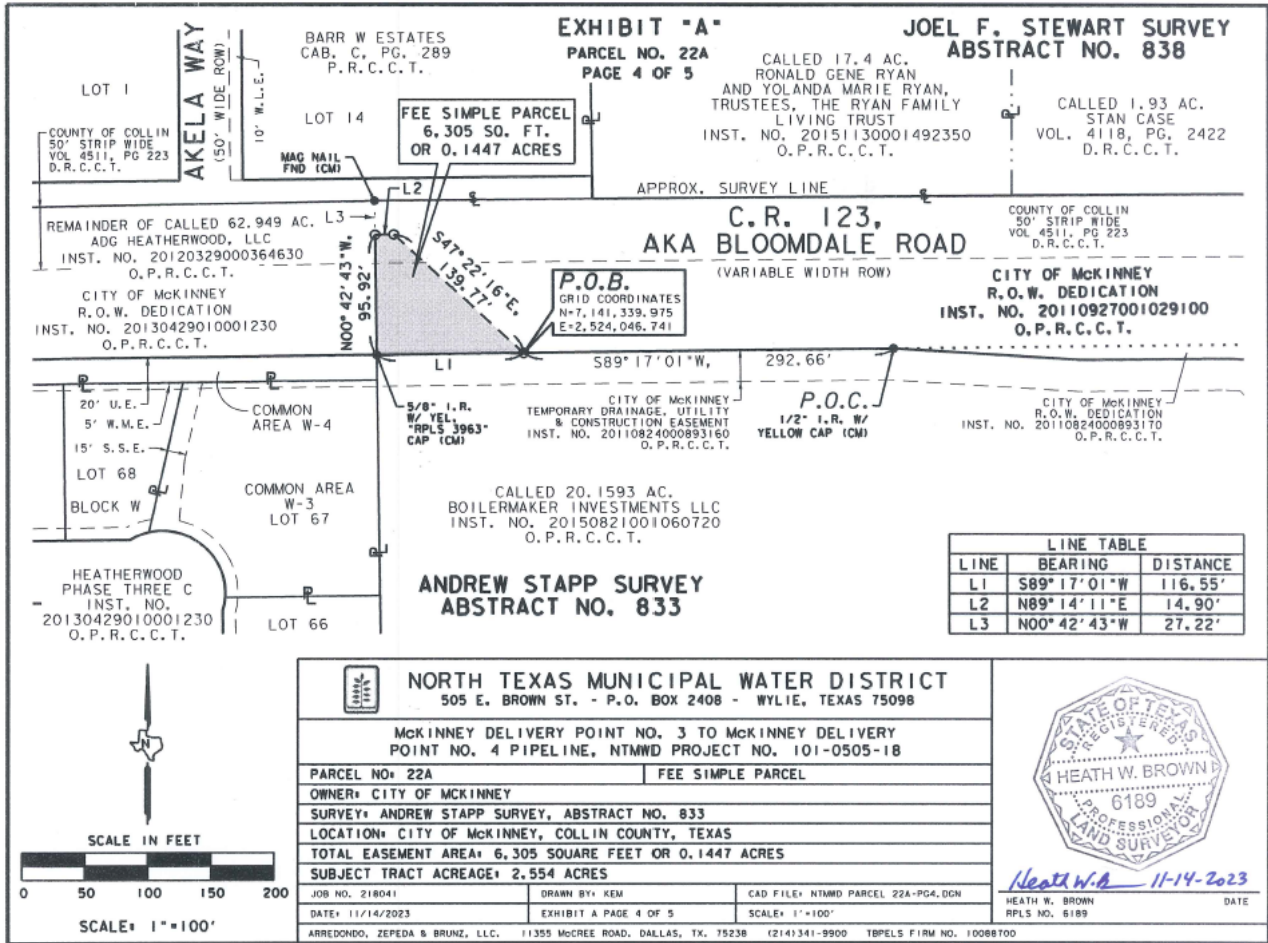 EXHIBIT "A"
PARCEL NO. 22A
PAGE 4 OF 5
JOEL F. STEWART SURVEY
ABSTRACT NO. 838
LOT 1
AKELA WAY
(50' WIDE ROW)
10' W.L.E.
BARR W ESTATES
CAB. C, PG. 289
P.R.C.C.T.
LOT 14
COUNTY OF COLLIN
50' STRIP WIDE
VOL 4511, PG 223
D.R.C.C.T.
MAG NAIL
FND (CM)
FEE SIMPLE PARCEL
6,305 SQ. FT.
OR 0.1447 ACRES
CALLED 17.4 AC.
RONALD GENE RYAN
AND YOLANDA MARIE RYAN,
TRUSTEES, THE RYAN FAMILY
LIVING TRUST
INST. NO. 20151130001492350
O.P.R.C.C.T.
CALLED 1.93 AC.
STAN CASE
VOL. 4118, PG. 2422
D.R.C.C.T.
APPROX. SURVEY LINE
L2
L3
REMAINDER OF CALLED 62.949 AC.
ADG HEATHERWOOD, LLC
INST. NO. 20120329000364630
O.P.R.C.C.T.
CITY OF McKINNEY
R.O.W. DEDICATION
INST. NO. 20130429010001230
O.P.R.C.C.T.
N00°42'43"W.
95.92'
S47°22'16"E.
139.77'
C.R. 123,
AKA BLOOMDALE ROAD
(VARIABLE WIDTH ROW)
COUNTY OF COLLIN
50' STRIP WIDE
VOL 4511, PG 223
D.R.C.C.T.
P.O.B.
GRID COORDINATES
N=7,141,339.975
E=2,524,046.741
CITY OF McKINNEY
R.O.W. DEDICATION
INST. NO. 20110927001029100
O.P.R.C.C.T.
L1
S89°17'01"W, 292.66'
20' U.E.
5' W.M.E.
15' S.S.E.
COMMON
AREA W-4
5/8" I.R.
W/ YEL.
"RPLS 3963"
CAP (CM)
CITY OF McKINNEY
TEMPORARY DRAINAGE, UTILITY
& CONSTRUCTION EASEMENT
INST. NO. 20110824000893160
O.P.R.C.C.T.
P.O.C.
1/2" I.R. W/
YELLOW CAP (CM)
CITY OF McKINNEY
R.O.W. DEDICATION
INST. NO. 20110824000893170
O.P.R.C.C.T.
LOT 68
BLOCK W
COMMON AREA
W-3
LOT 67
CALLED 20.1593 AC.
BOILERMAKER INVESTMENTS LLC
INST. NO. 20150821001060720
O.P.R.C.C.T.
HEATHERWOOD
PHASE THREE C
INST. NO.
20130429010001230
O.P.R.C.C.T.
LOT 66
ANDREW STAPP SURVEY
ABSTRACT NO. 833
LINE TABLE
LINE BEARING DISTANCE
L1 S89°17'01"W 116.55'
L2 N89°14'11"E 14.90'
L3 N00°42'43"W 27.22'
N
SCALE IN FEET
0 50 100 150 200
SCALE: 1"=100'
NORTH TEXAS MUNICIPAL WATER DISTRICT
505 E. BROWN ST. - P.O. BOX 2408 - WYLIE, TEXAS 75098
McKINNEY DELIVERY POINT NO. 3 TO McKINNEY DELIVERY
POINT NO. 4 PIPELINE, NTMWD PROJECT NO. 101-0505-18
PARCEL NO: 22A FEE SIMPLE PARCEL
OWNER: CITY OF MCKINNEY
SURVEY: ANDREW STAPP SURVEY, ABSTRACT NO. 833
LOCATION: CITY OF McKINNEY, COLLIN COUNTY, TEXAS
TOTAL EASEMENT AREA: 6,305 SQUARE FEET OR 0.1447 ACRES
SUBJECT TRACT ACREAGE: 2.554 ACRES
JOB NO. 218041 DRAWN BY: KEM CAD FILE: NTMWD PARCEL 22A-PG4.DGN
DATE: 11/14/2023 EXHIBIT A PAGE 4 OF 5 SCALE: 1"=100'
ARREDONDO, ZEPEDA & BRUNZ, LLC. 11355 McCREE ROAD, DALLAS, TX. 75238 (214)341-9900 TBPELS FIRM NO. 10088700
STATE OF TEXAS
REGISTERED
HEATH W. BROWN
6189
PROFESSIONAL
LAND SURVEYOR
Heath W. B 11-14-2023
HEATH W. BROWN DATE
RPLS NO. 6189